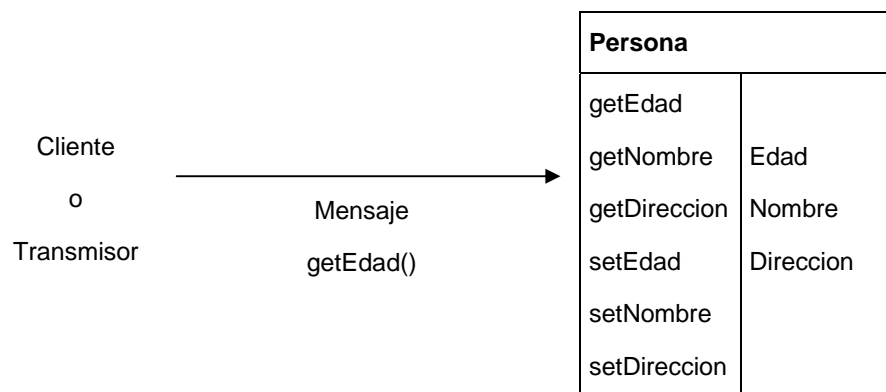 Persona
getEdad
getNombre
getDireccion
setEdad
setNombre
setDireccion
Edad
Nombre
Direccion
Cliente
o
Transmisor
Mensaje
getEdad()